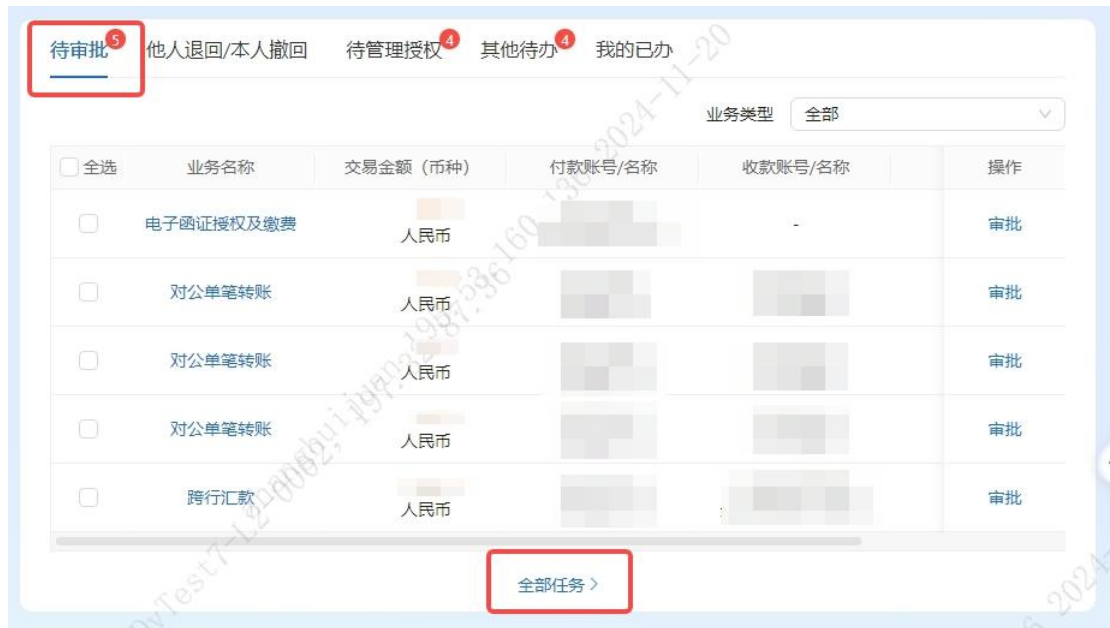 待审批 5 他人退回/本人撤回 待管理授权 4 其他待办 4 我的已办
业务类型 全部
全选 业务名称 交易金额（币种） 付款账号/名称 收款账号/名称 操作
电子函证授权及缴费 人民币 - 审批
对公单笔转账 人民币 审批
对公单笔转账 人民币 审批
对公单笔转账 人民币 审批
跨行汇款 人民币 审批
全部任务 >